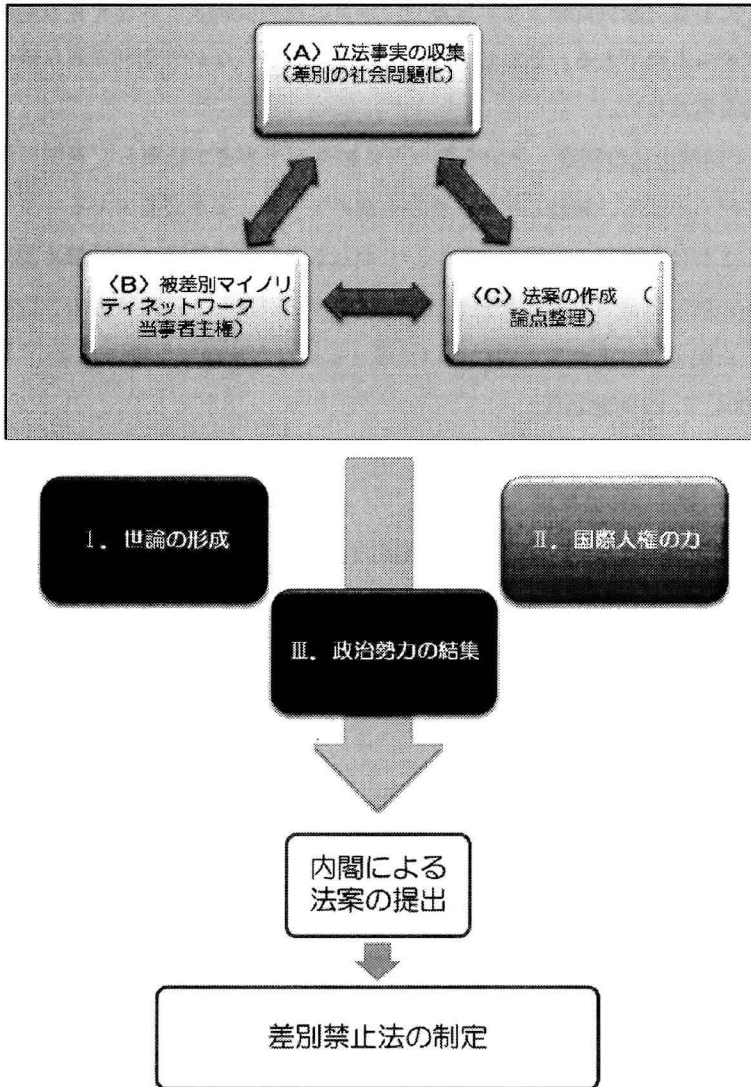 〈A〉立法事実の収集
(差別の社会問題化)
〈B〉被差別マイノリ
ティネットワーク (
当事者主権)
〈C〉法案の作成 (
論点整理)
Ⅰ. 世論の形成
Ⅱ. 国際人権の力
Ⅲ. 政治勢力の結集
内閣による
法案の提出
差別禁止法の制定